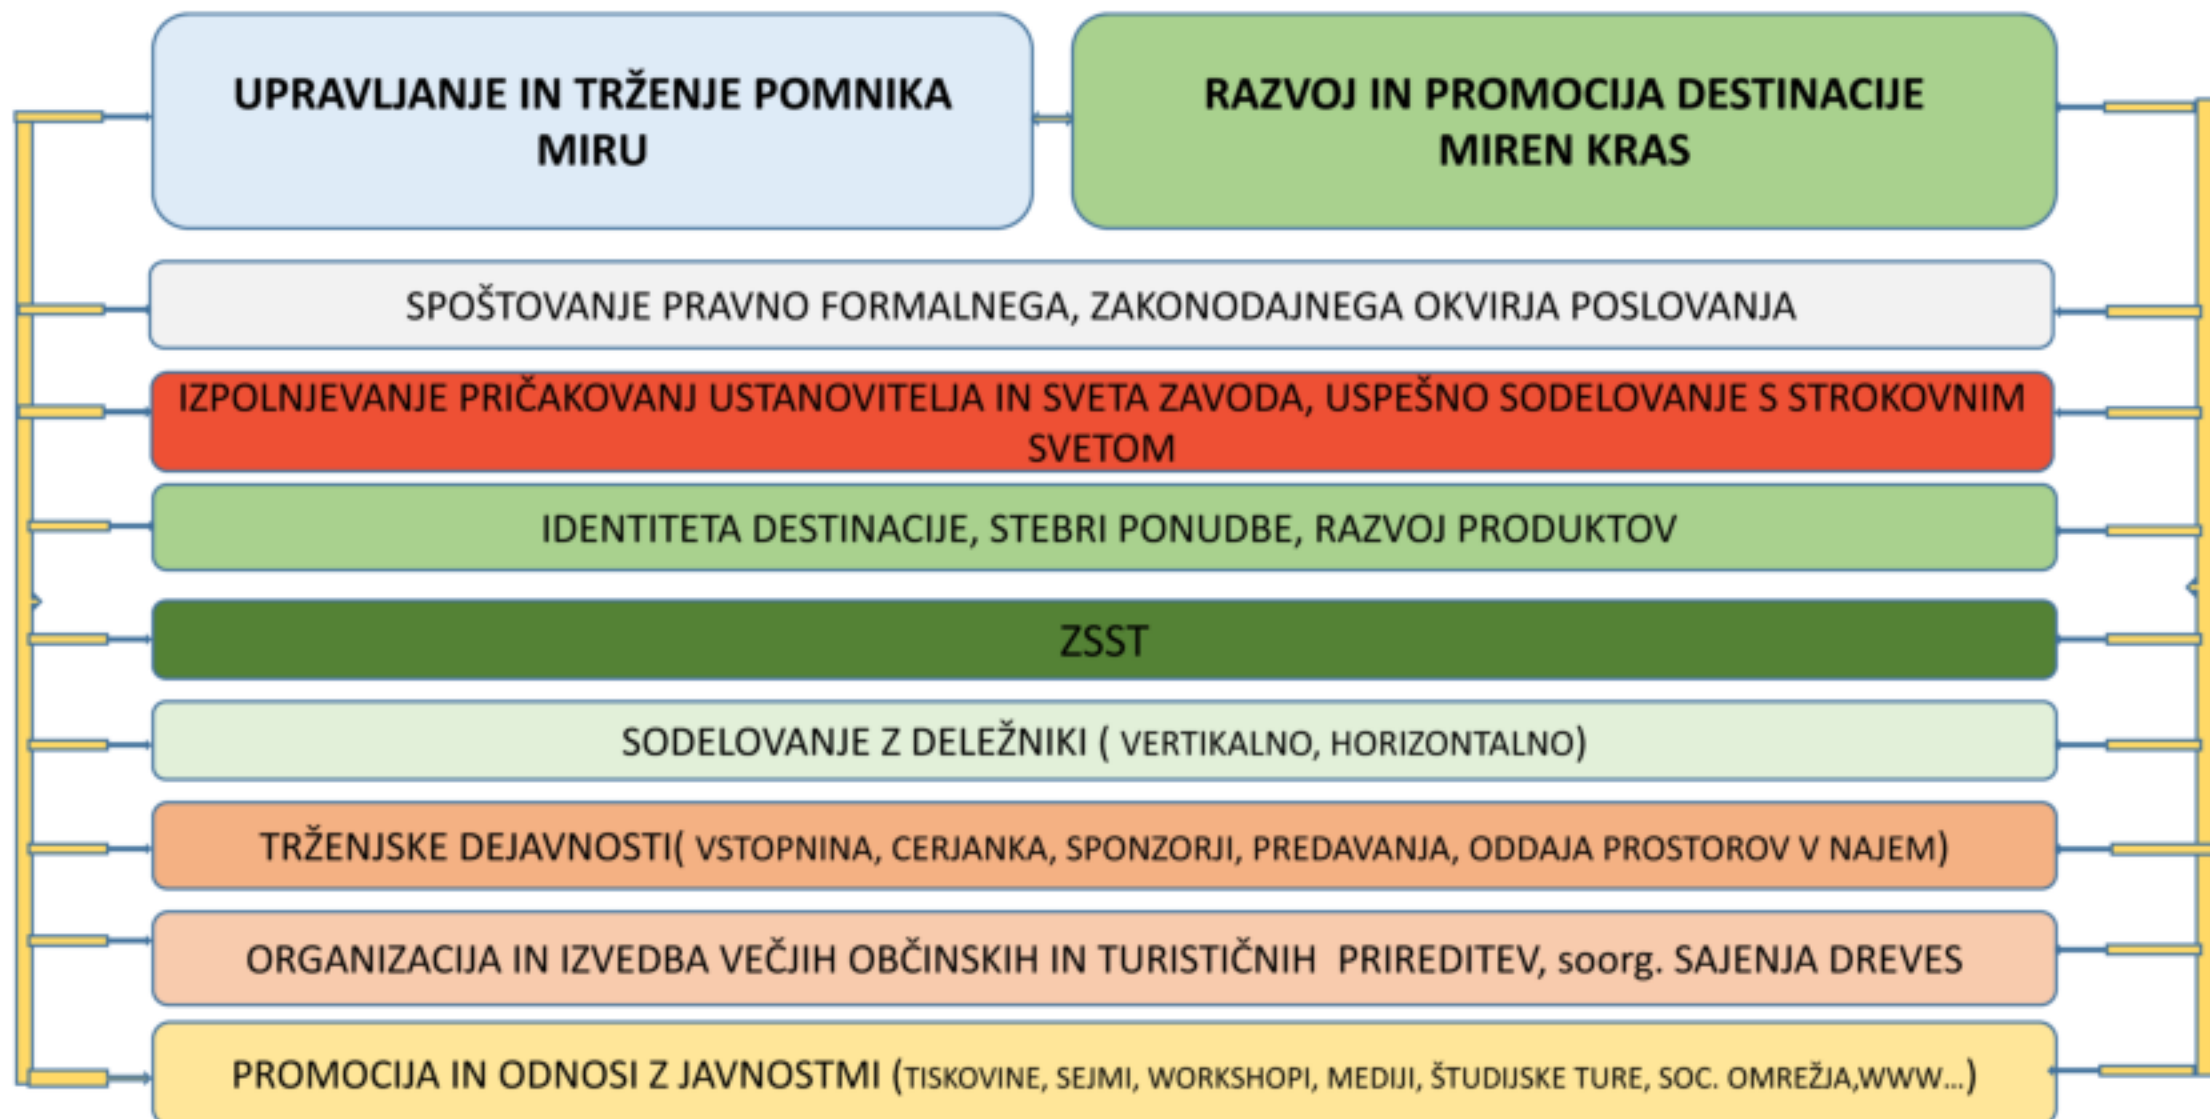 UPRAVLJANJE IN TRŽENJE POMNIKA
MIRU
RAZVOJ IN PROMOCIJA DESTINACIJE
MIREN KRAS
SPOŠTOVANJE PRAVNO FORMALNEGA, ZAKONODAJNEGA OKVIRJA POSLOVANJA
IZPOLNJEVANJE PRIČAKOVANJ USTANOVITELJA IN SVETA ZAVODA, USPEŠNO SODELOVANJE S STROKOVNIM
SVETOM
IDENTITETA DESTINACIJE, STEBRI PONUDBE, RAZVOJ PRODUKTOV
ZSST
SODELOVANJE Z DELEŽNIKI ( VERTIKALNO, HORIZONTALNO)
TRŽENJSKE DEJAVNOSTI( VSTOPNINA, CERJANKA, SPONZORJI, PREDAVANJA, ODDAJA PROSTOROV V NAJEM)
ORGANIZACIJA IN IZVEDBA VEČJIH OBČINSKIH IN TURISTIČNIH  PRIREDITEV, soorg. SAJENJA DREVES
PROMOCIJA IN ODNOSI Z JAVNOSTMI (TISKOVINE, SEJMI, WORKSHOPI, MEDIJI, ŠTUDIJSKE TURE, SOC. OMREŽJA,WWW…)